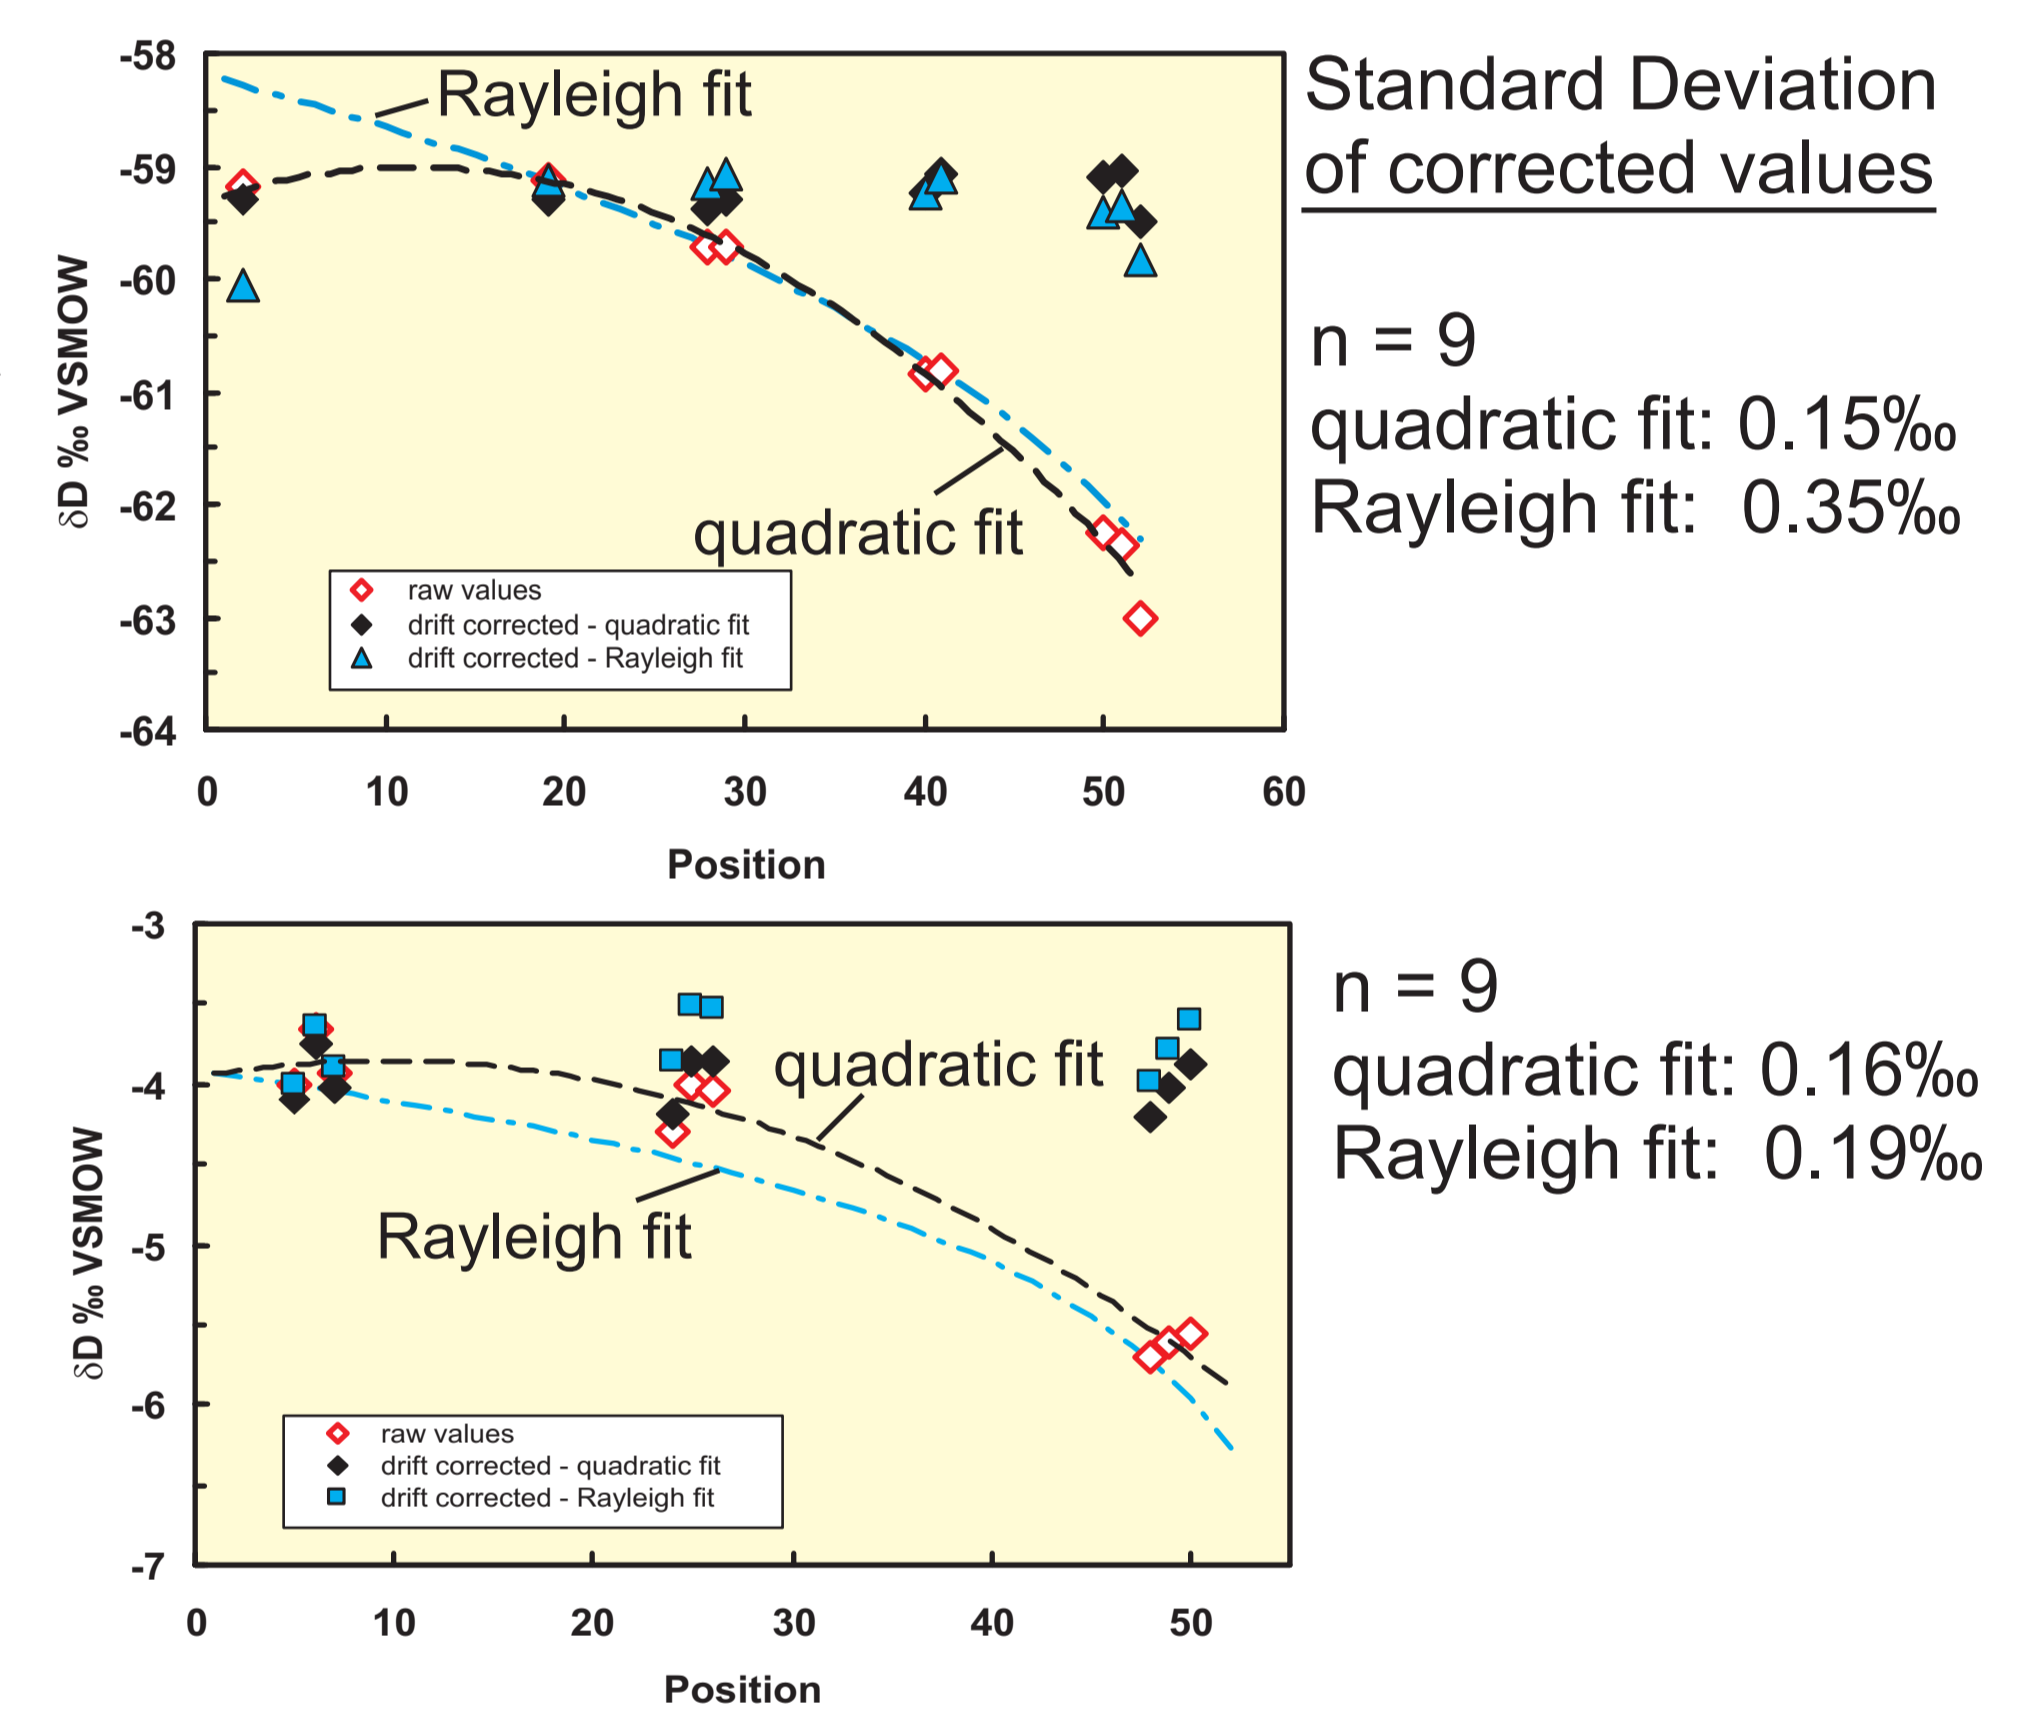 Standard Deviation
of corrected values
-58
-59
-60
-61
-62
-63
-64
δD ‰ VSMOW
Rayleigh fit
quadratic fit
raw values
drift corrected - quadratic fit
drift corrected - Rayleigh fit
0 10 20 30 40 50 60
Position
n = 9
quadratic fit: 0.15‰
Rayleigh fit: 0.35‰
-3
-4
-5
-6
-7
δD ‰ VSMOW
quadratic fit
Rayleigh fit
raw values
drift corrected - quadratic fit
drift corrected - Rayleigh fit
0 10 20 30 40 50
Position
n = 9
quadratic fit: 0.16‰
Rayleigh fit: 0.19‰